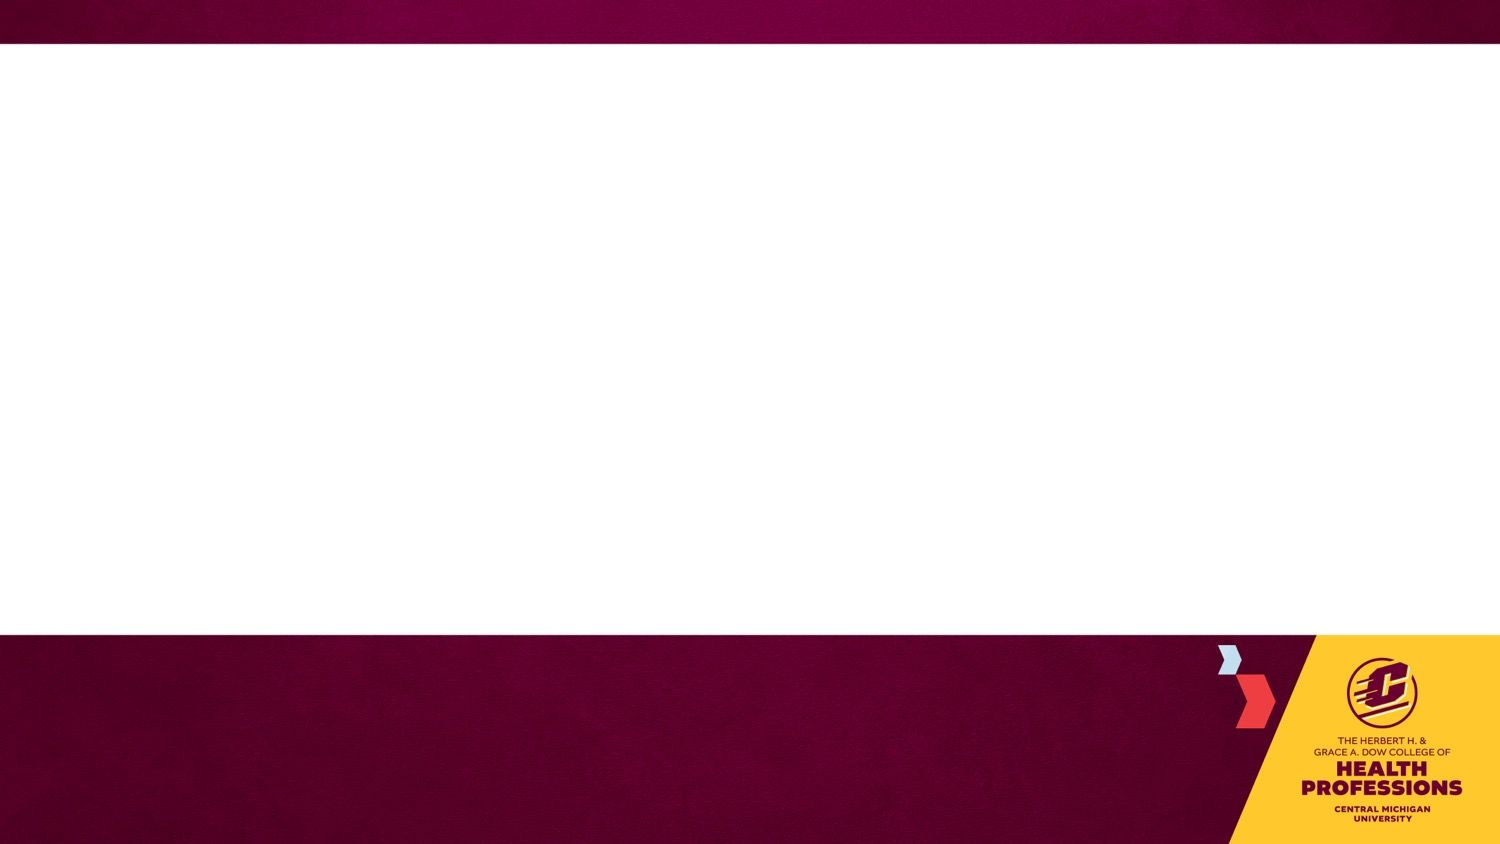 THE HERBERT H. &
GRACE A. DOW COLLEGE OF
HEALTH
PROFESSIONS
CENTRAL MICHIGAN
UNIVERSITY